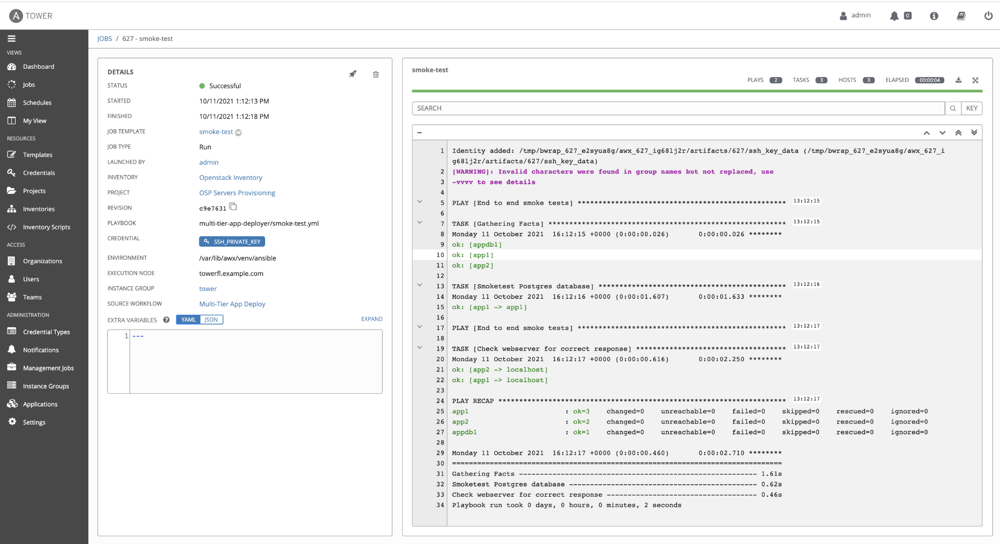 TOWER
admin
0
VIEWS
Dashboard
Jobs
Schedules
My View
RESOURCES
Templates
Credentials
Projects
Inventories
Inventory Scripts
ACCESS
Organizations
Users
Teams
ADMINISTRATION
Credential Types
Notifications
Management Jobs
Instance Groups
Applications
Settings
JOBS / 627 - smoke-test
DETAILS
STATUS Successful
STARTED 10/11/2021 1:12:13 PM
FINISHED 10/11/2021 1:12:18 PM
JOB TEMPLATE smoke-test W
JOB TYPE Run
LAUNCHED BY admin
INVENTORY Openstack Inventory
PROJECT OSP Servers Provisioning
REVISION c9e7631
PLAYBOOK multi-tier-app-deployer/smoke-test.yml
CREDENTIAL SSH_PRIVATE_KEY
ENVIRONMENT /var/lib/awx/venv/ansible
EXECUTION NODE towerfl.example.com
INSTANCE GROUP tower
SOURCE WORKFLOW Multi-Tier App Deploy
EXTRA VARIABLES ? YAML JSON EXPAND
1 ---
smoke-test
PLAYS 2 TASKS 3 HOSTS 3 ELAPSED 00:00:04
SEARCH KEY
1 Identity added: /tmp/bwrap_627_e2syua8g/awx_627_ig68lj2r/artifacts/627/ssh_key_data (/tmp/bwrap_627_e2syua8g/awx_627_i
g68lj2r/artifacts/627/ssh_key_data)
2 [WARNING]: Invalid characters were found in group names but not replaced, use
3 -vvvv to see details
4
5 PLAY [End to end smoke tests] ************************************************** 13:12:15
6
7 TASK [Gathering Facts] ********************************************************* 13:12:15
8 Monday 11 October 2021  16:12:15 +0000 (0:00:00.026)       0:00:00.026 ********
9 ok: [appdb1]
10 ok: [app1]
11 ok: [app2]
12
13 TASK [Smoketest Postgres database] ********************************************* 13:12:16
14 Monday 11 October 2021  16:12:16 +0000 (0:00:01.607)       0:00:01.633 ********
15 ok: [app1 -> app1]
16
17 PLAY [End to end smoke tests] ************************************************** 13:12:17
18
19 TASK [Check webserver for correct response] ************************************ 13:12:17
20 Monday 11 October 2021  16:12:17 +0000 (0:00:00.616)       0:00:02.250 ********
21 ok: [app2 -> localhost]
22 ok: [app1 -> localhost]
23
24 PLAY RECAP ********************************************************************* 13:12:17
25 app1 : ok=3 changed=0 unreachable=0 failed=0 skipped=0 rescued=0 ignored=0
26 app2 : ok=2 changed=0 unreachable=0 failed=0 skipped=0 rescued=0 ignored=0
27 appdb1 : ok=1 changed=0 unreachable=0 failed=0 skipped=0 rescued=0 ignored=0
28
29 Monday 11 October 2021  16:12:17 +0000 (0:00:00.460)       0:00:02.710 ********
30 ===============================================================================
31 Gathering Facts --------------------------------------------------------- 1.61s
32 Smoketest Postgres database --------------------------------------------- 0.62s
33 Check webserver for correct response ------------------------------------ 0.46s
34 Playbook run took 0 days, 0 hours, 0 minutes, 2 seconds